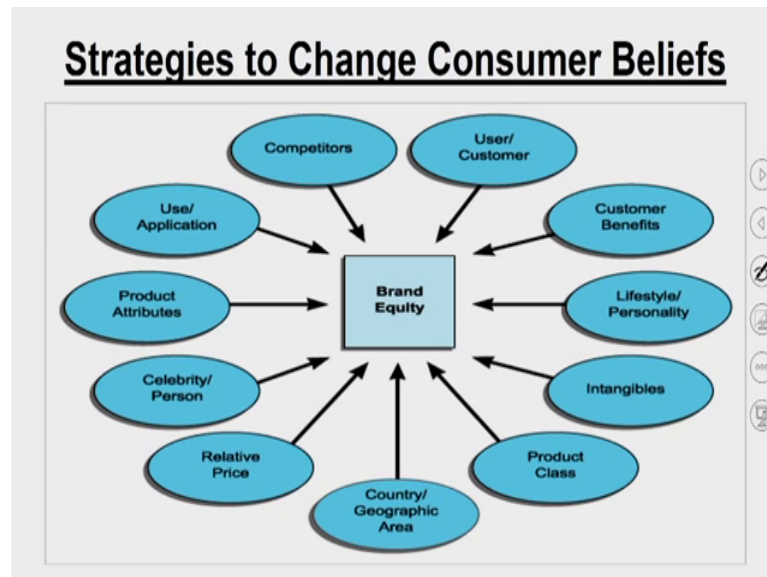 Strategies to Change Consumer Beliefs
Competitors
User/
Customer
Use/
Application
Customer
Benefits
Product
Attributes
Brand
Equity
Lifestyle/
Personality
Celebrity/
Person
Intangibles
Relative
Price
Product
Class
Country/
Geographic
Area